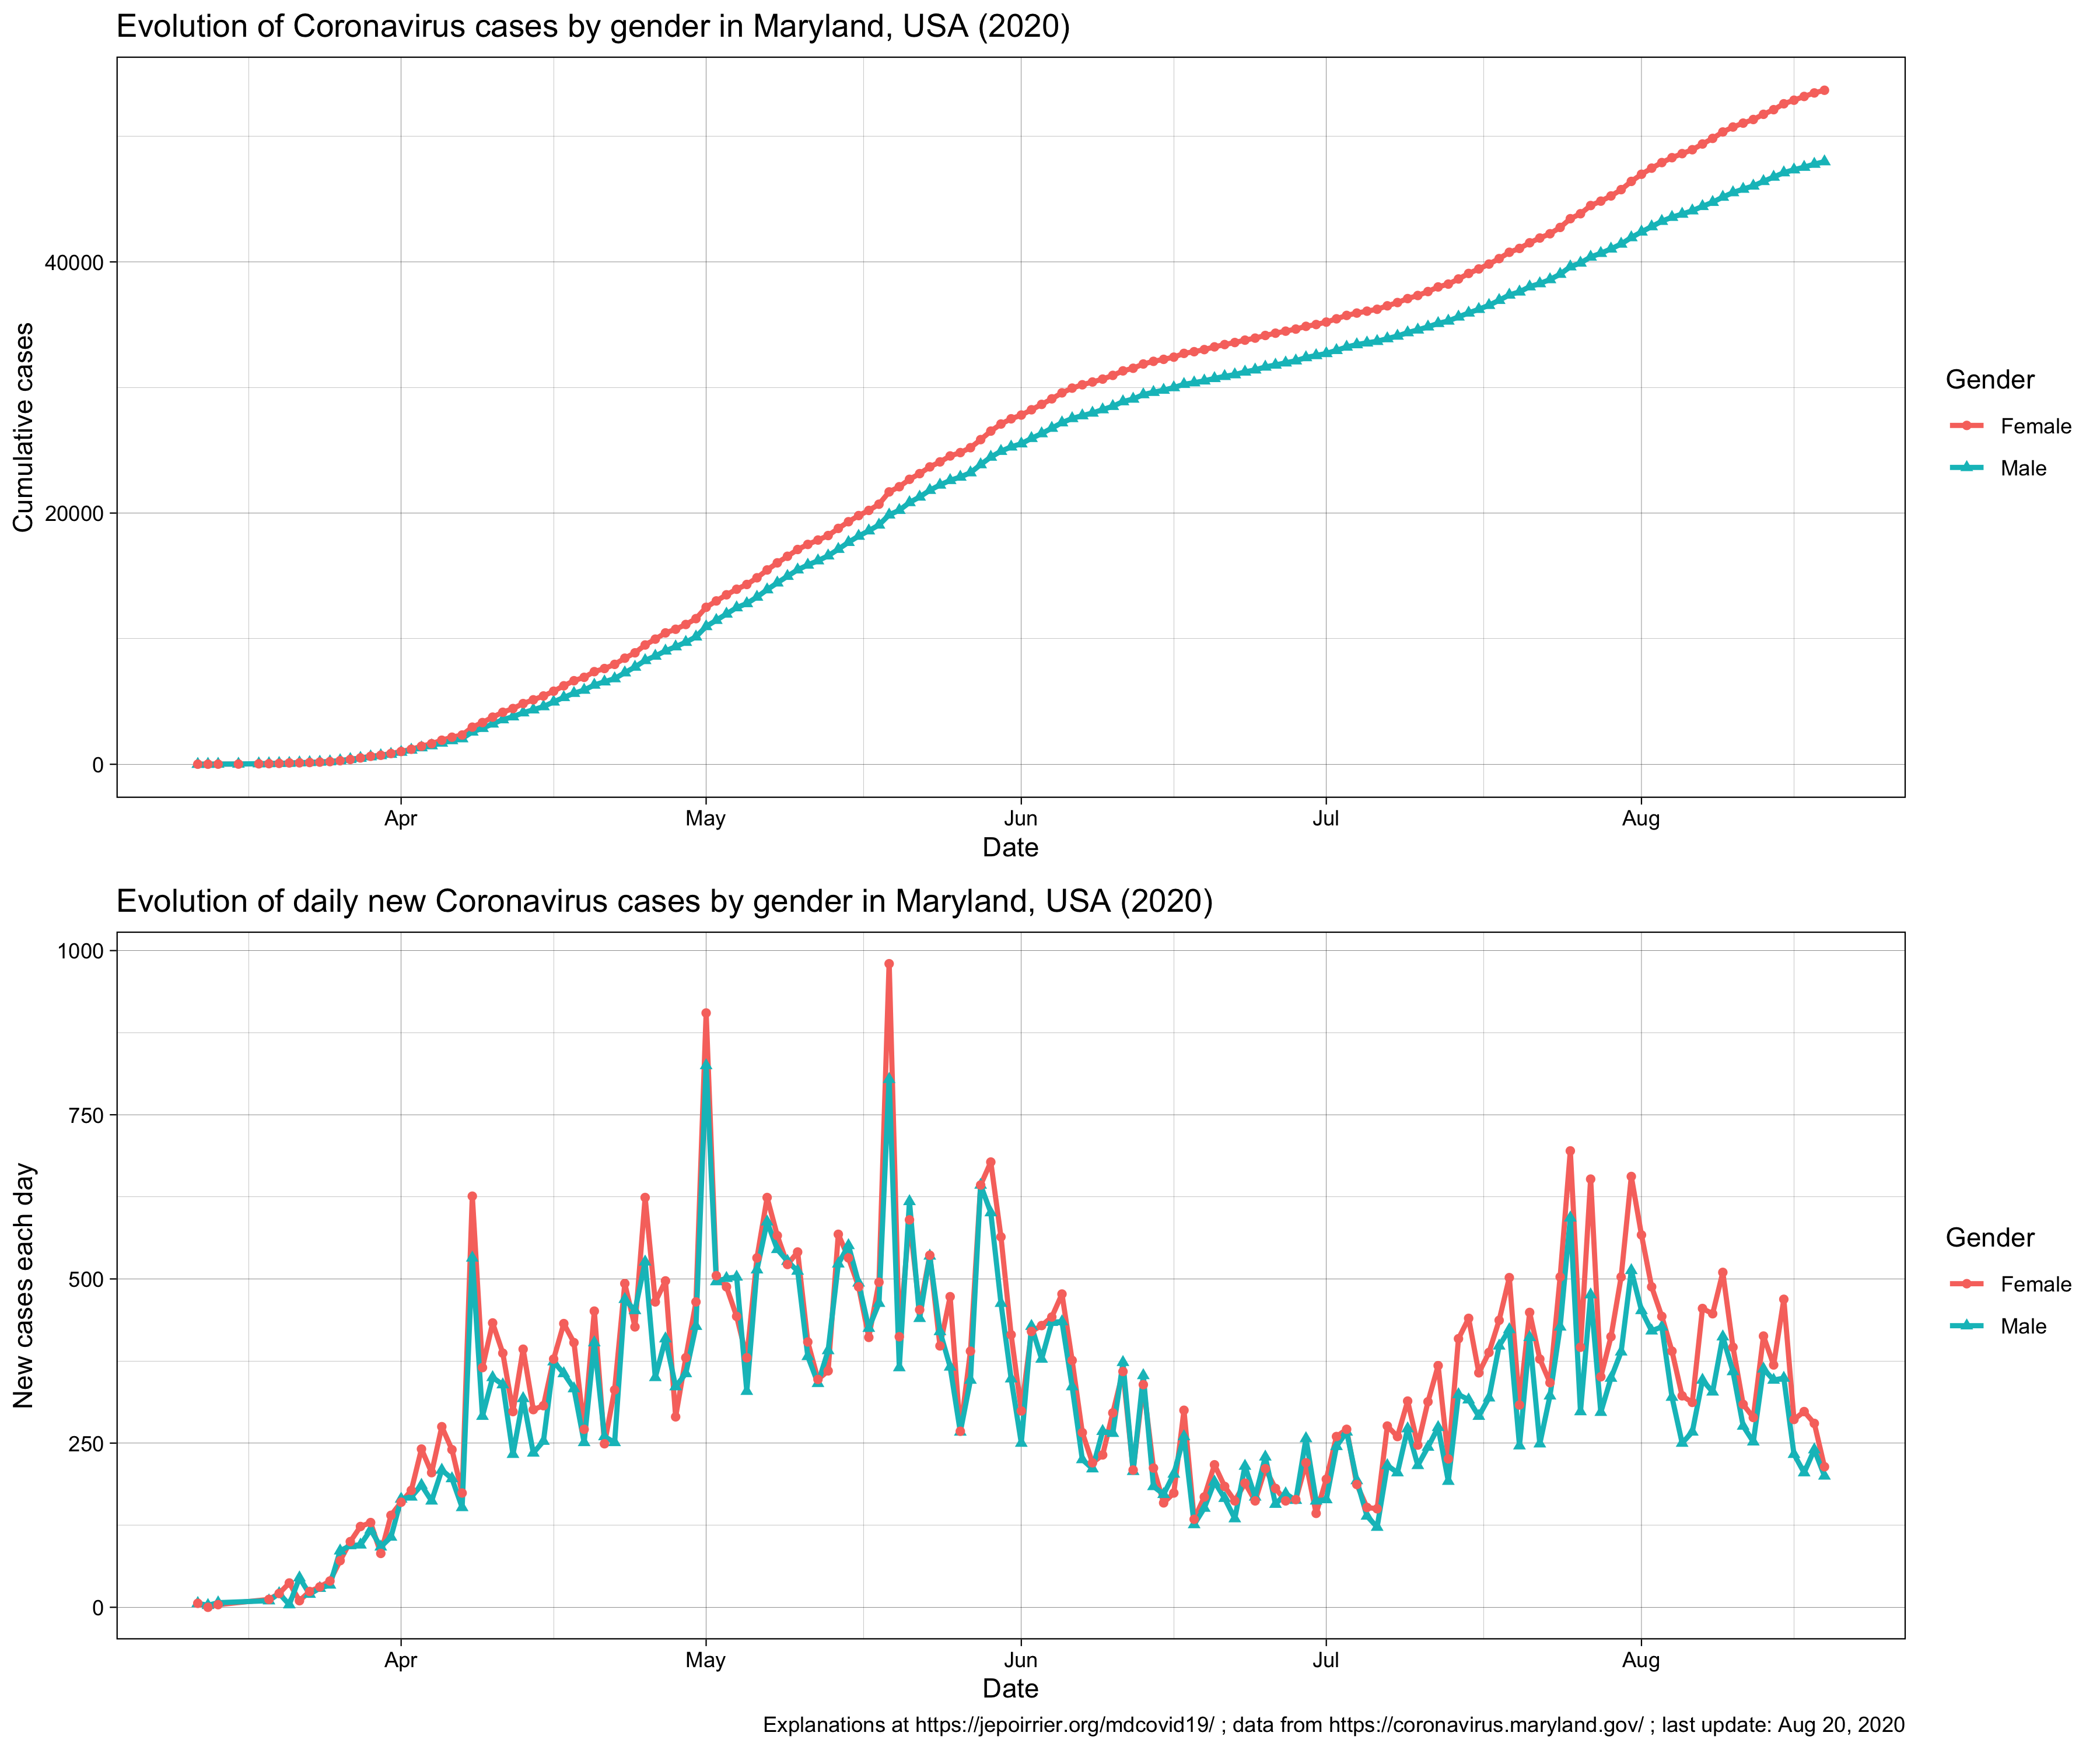 Evolution of Coronavirus cases by gender in Maryland, USA (2020)
Cumulative cases
40000
20000
0
Apr May Jun Jul Aug
Date
Gender
Female
Male
Evolution of daily new Coronavirus cases by gender in Maryland, USA (2020)
New cases each day
1000
750
500
250
0
Apr May Jun Jul Aug
Date
Gender
Female
Male
Explanations at https://jepoirrier.org/mdcovid19/ ; data from https://coronavirus.maryland.gov/ ; last update: Aug 20, 2020